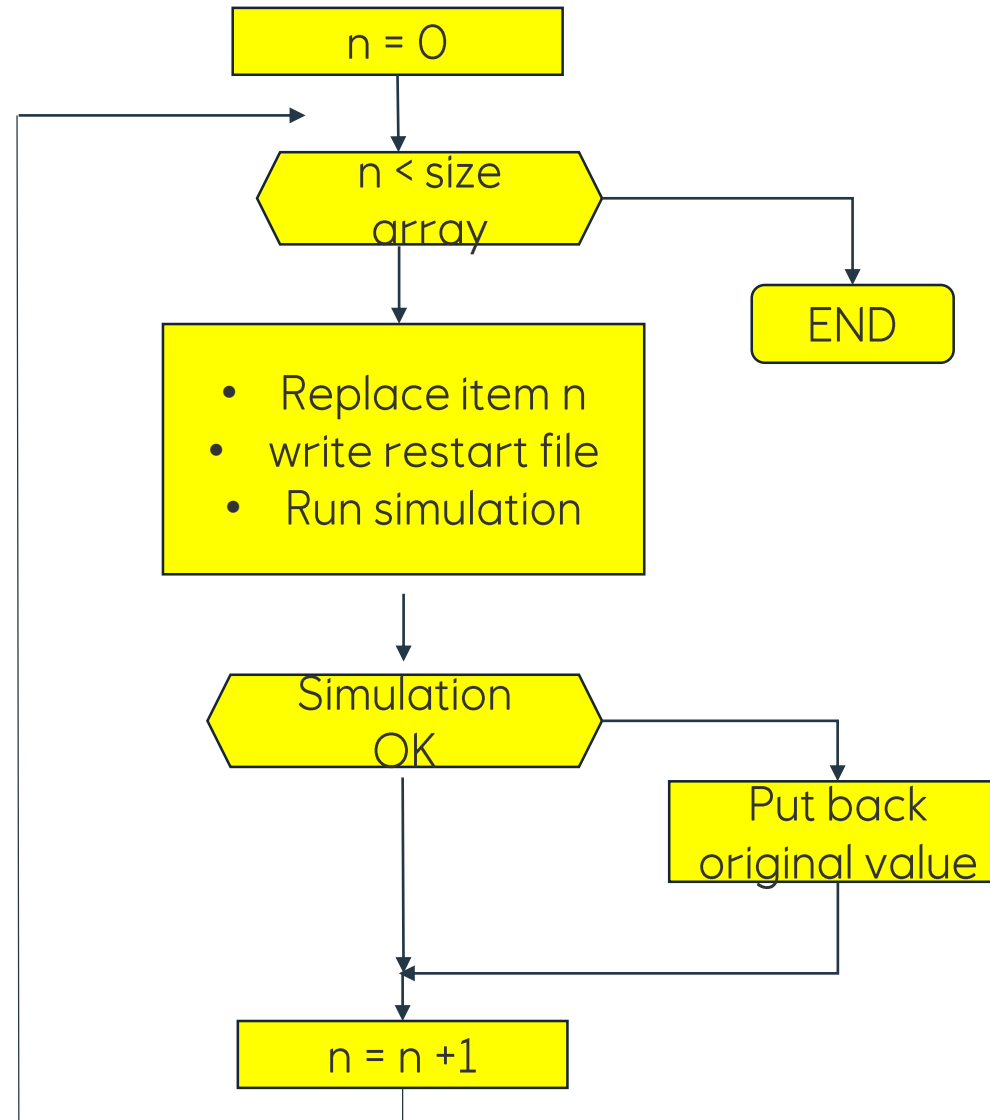 n = 0
n < size
array
END
• Replace item n
• write restart file
• Run simulation
Simulation
OK
Put back
original value
n = n +1